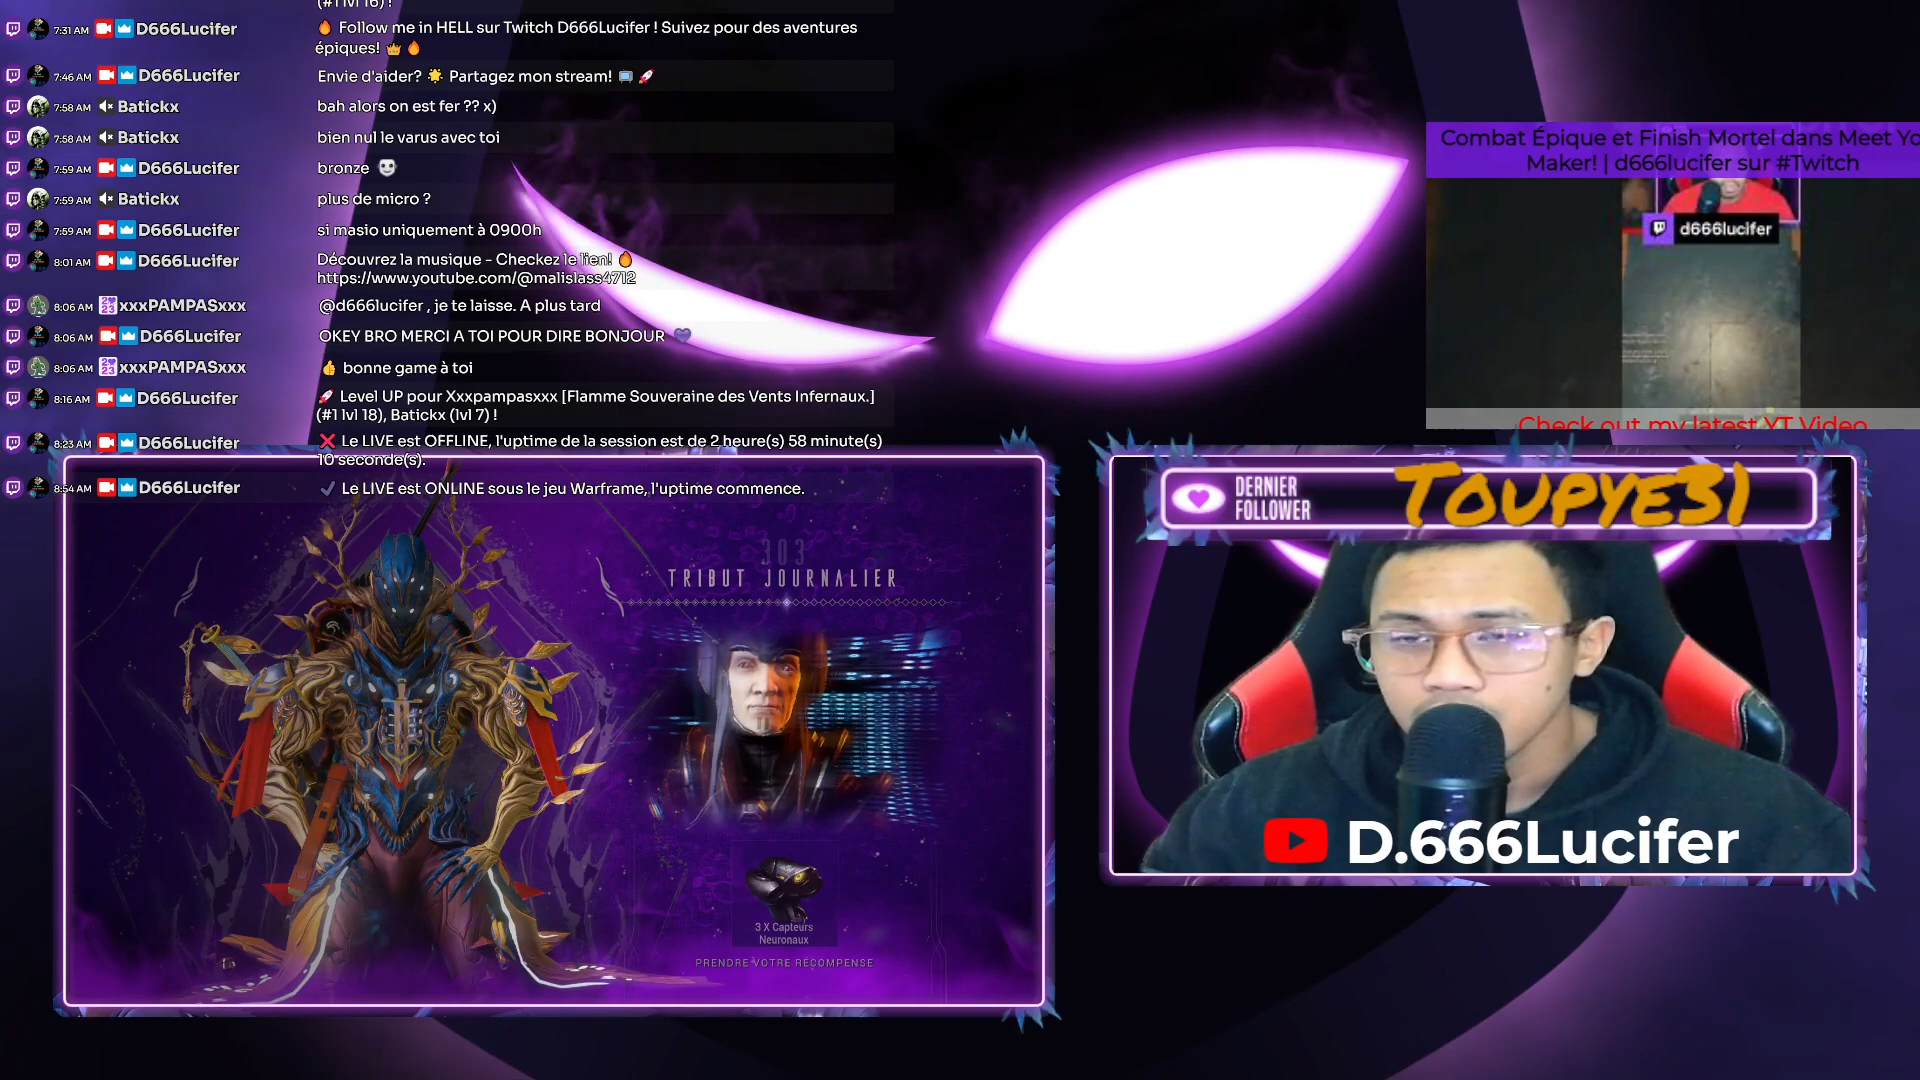 (#1 lvl 16) !
7:31 AM D666Lucifer 🔥 Follow me in HELL sur Twitch D666Lucifer ! Suivez pour des aventures
épiques! 👑 🔥
7:46 AM D666Lucifer Envie d'aider? 🌟 Partagez mon stream! 📺 🚀
7:58 AM Batickx bah alors on est fer ?? x)
7:58 AM Batickx bien nul le varus avec toi
7:59 AM D666Lucifer bronze 💀
7:59 AM Batickx plus de micro ?
7:59 AM D666Lucifer si masio uniquement à 0900h
8:01 AM D666Lucifer Découvrez la musique - Checkez le lien! 🔥
https://www.youtube.com/@malislass4712
8:06 AM xxxPAMPASxxx @d666lucifer , je te laisse. A plus tard
8:06 AM D666Lucifer OKEY BRO MERCI A TOI POUR DIRE BONJOUR 💜
8:06 AM xxxPAMPASxxx 👍 bonne game à toi
8:16 AM D666Lucifer 🚀 Level UP pour Xxxpampasxxx [Flamme Souveraine des Vents Infernaux.]
(#1 lvl 18), Batickx (lvl 7) !
8:23 AM D666Lucifer ❌ Le LIVE est OFFLINE, l'uptime de la session est de 2 heure(s) 58 minute(s)
10 seconde(s).
8:54 AM D666Lucifer ✔ Le LIVE est ONLINE sous le jeu Warframe, l'uptime commence.
Combat Épique et Finish Mortel dans Meet Yo
Maker! | d666lucifer sur #Twitch
d666lucifer
Check out my latest YT Video
303
TRIBUT JOURNALIER
3 X Capteurs
Neuronaux
PRENDRE VOTRE RÉCOMPENSE
DERNIER
FOLLOWER
TOUPYE31
D.666Lucifer